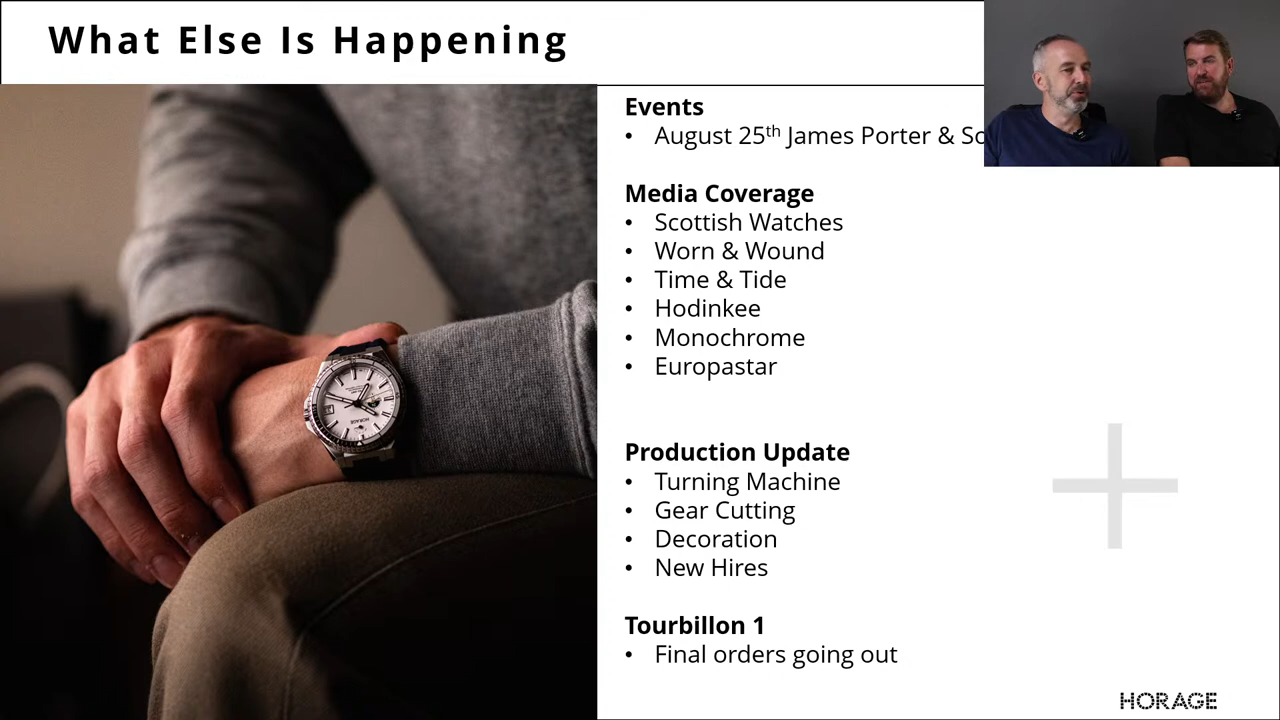 What Else Is Happening
Events
• August 25th James Porter &
Media Coverage
• Scottish Watches
• Worn & Wound
• Time & Tide
• Hodinkee
• Monochrome
• Europastar
Production Update
• Turning Machine
• Gear Cutting
• Decoration
• New Hires
Tourbillon 1
• Final orders going out
HORAGE
HORAGE